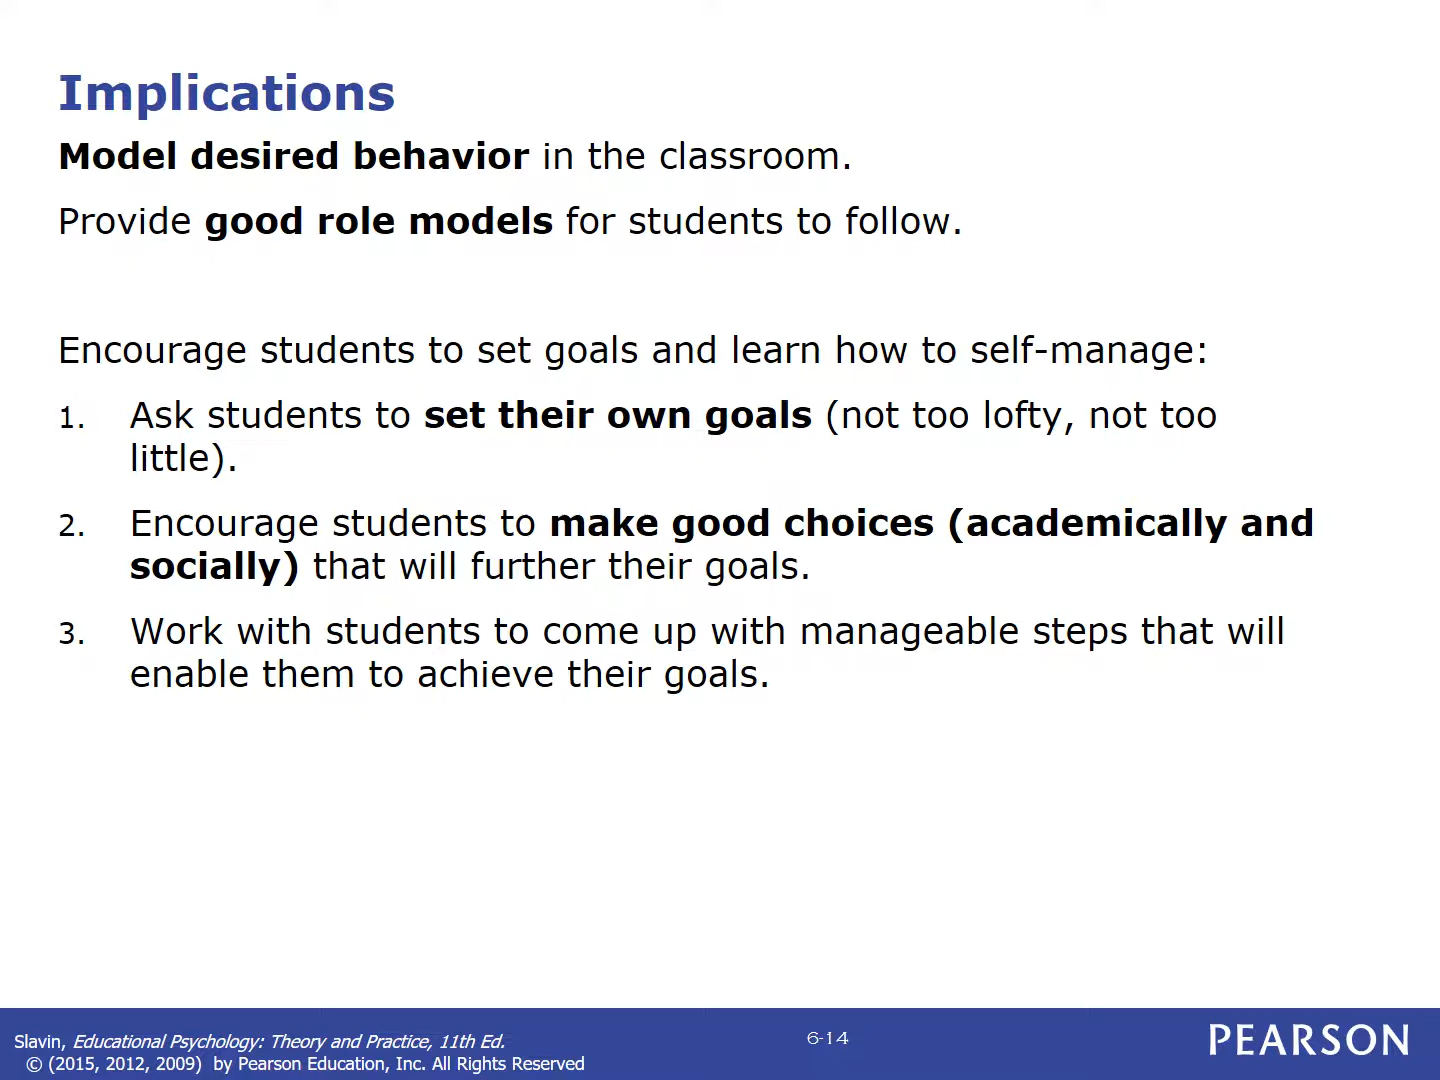 Implications
Model desired behavior in the classroom.
Provide good role models for students to follow.
Encourage students to set goals and learn how to self-manage:
1. Ask students to set their own goals (not too lofty, not too
little).
2. Encourage students to make good choices (academically and
socially) that will further their goals.
3. Work with students to come up with manageable steps that will
enable them to achieve their goals.
Slavin, Educational Psychology: Theory and Practice, 11th Ed.
© (2015, 2012, 2009) by Pearson Education, Inc. All Rights Reserved
6-14
PEARSON